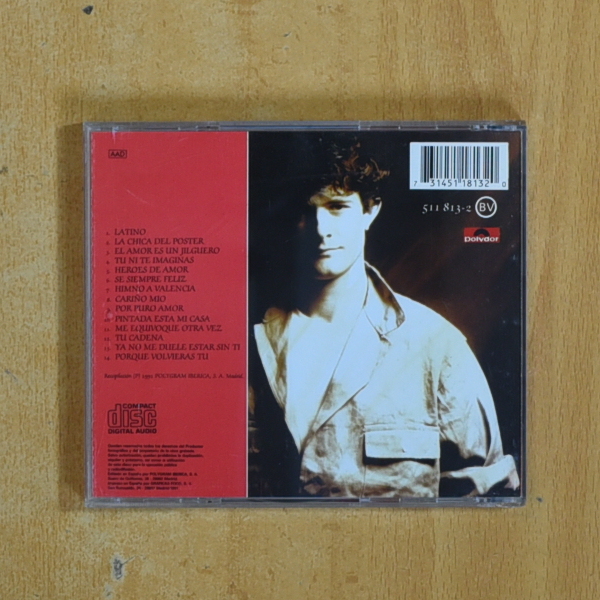 AAD
1. LATINO
2. LA CHICA DEL POSTER
3. EL AMOR ES UN JILGUERO
4. TU NI TE IMAGINAS
5. HEROES DE AMOR
6. SE SIEMPRE FELIZ
7. HIMNO A VALENCIA
8. CARIÑO MIO
9. POR PURO AMOR
10. PINTADA ESTA MI CASA
11. ME EQUIVOQUE OTRA VEZ
12. TU CADENA
13. YA NO ME DUELE ESTAR SIN TI
14. PORQUE VOLVIERAS TU
POLYGRAM IBERICA, S. A. Madrid.
COMPACT
disc
DIGITAL AUDIO
7 31451 18132 0
511 813-2 BV
Polydor